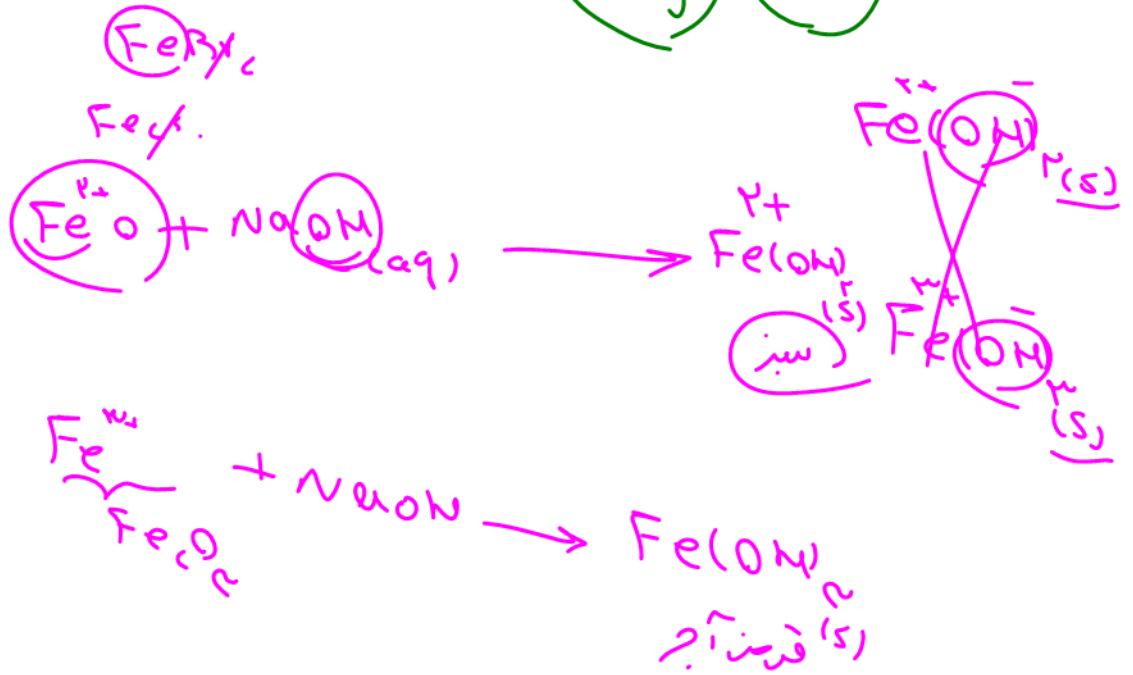 Fe
Fe
Fe²⁺O + NaOH (aq) ⟶ Fe²⁺(OH)₂ (s)
سبز
Fe²⁺(OH)⁻₂ (s)
Fe³⁺(OH)⁻₃ (s)
Fe³⁺ + NaOH ⟶ Fe(OH)₃ (s)
Fe₂O₃